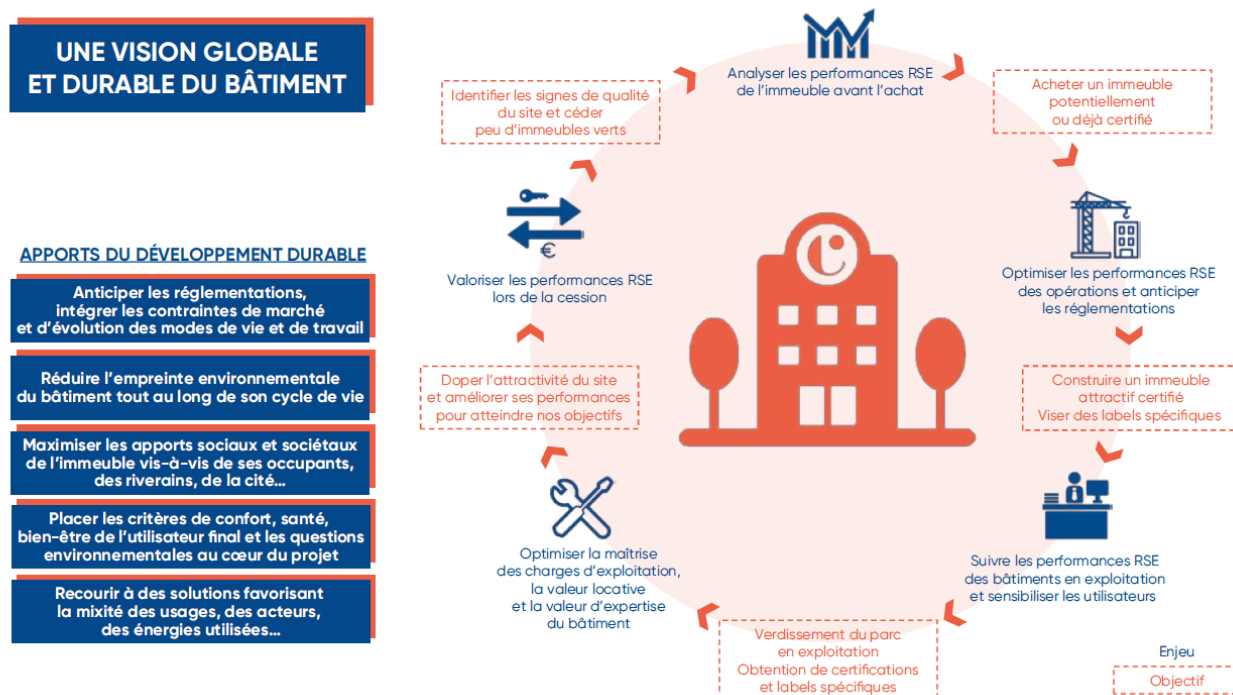 UNE VISION GLOBALE
ET DURABLE DU BÂTIMENT
APPORTS DU DÉVELOPPEMENT DURABLE
Anticiper les réglementations,
intégrer les contraintes de marché
et d'évolution des modes de vie et de travail
Réduire l'empreinte environnementale
du bâtiment tout au long de son cycle de vie
Maximiser les apports sociaux et sociétaux
de l'immeuble vis-à-vis de ses occupants,
des riverains, de la cité...
Placer les critères de confort, santé,
bien-être de l'utilisateur final et les questions
environnementales au cœur du projet
Recourir à des solutions favorisant
la mixité des usages, des acteurs,
des énergies utilisées...
Analyser les performances RSE
de l'immeuble avant l'achat
Acheter un immeuble
potentiellement
ou déjà certifié
Optimiser les performances RSE
des opérations et anticiper
les réglementations
Construire un immeuble
attractif certifié
Viser des labels spécifiques
Suivre les performances RSE
des bâtiments en exploitation
et sensibiliser les utilisateurs
Verdissement du parc
en exploitation
Obtention de certifications
et labels spécifiques
Optimiser la maîtrise
des charges d'exploitation,
la valeur locative
et la valeur d'expertise
du bâtiment
Doper l'attractivité du site
et améliorer ses performances
pour atteindre nos objectifs
€
Valoriser les performances RSE
lors de la cession
Identifier les signes de qualité
du site et céder
peu d'immeubles verts
Enjeu
Objectif